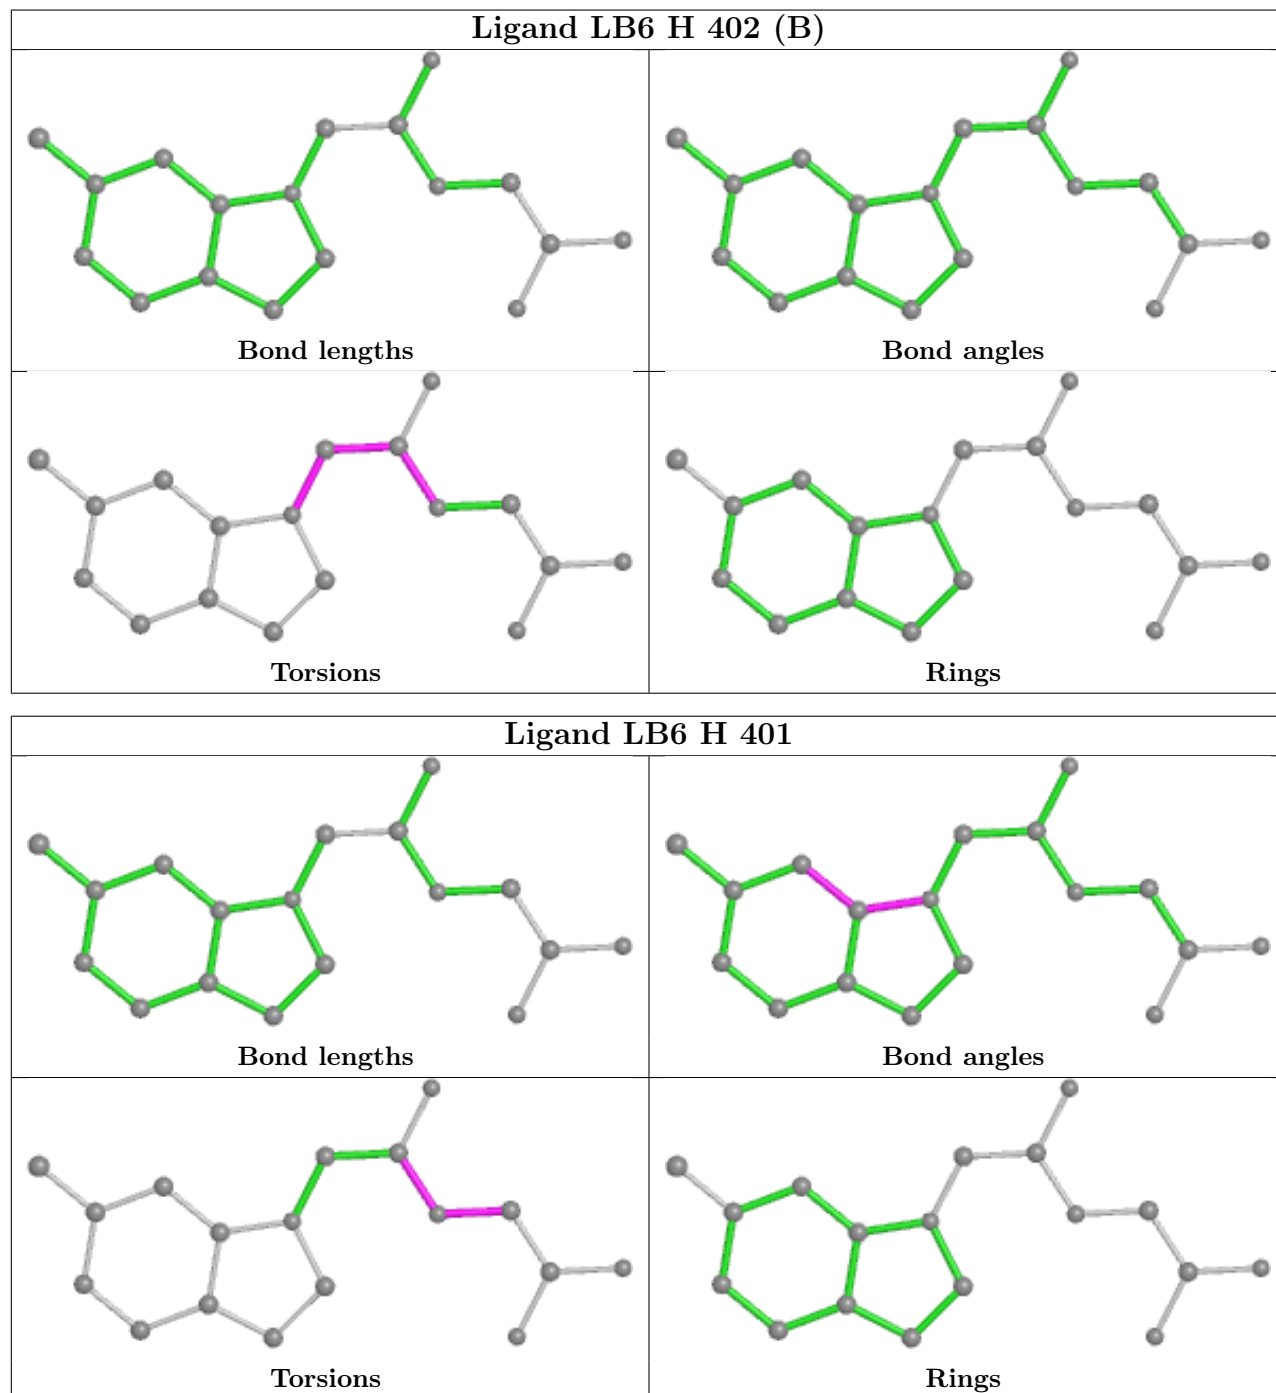 Ligand LB6 H 402 (B)
Bond lengths
Bond angles
Torsions
Rings
Ligand LB6 H 401
Bond lengths
Bond angles
Torsions
Rings